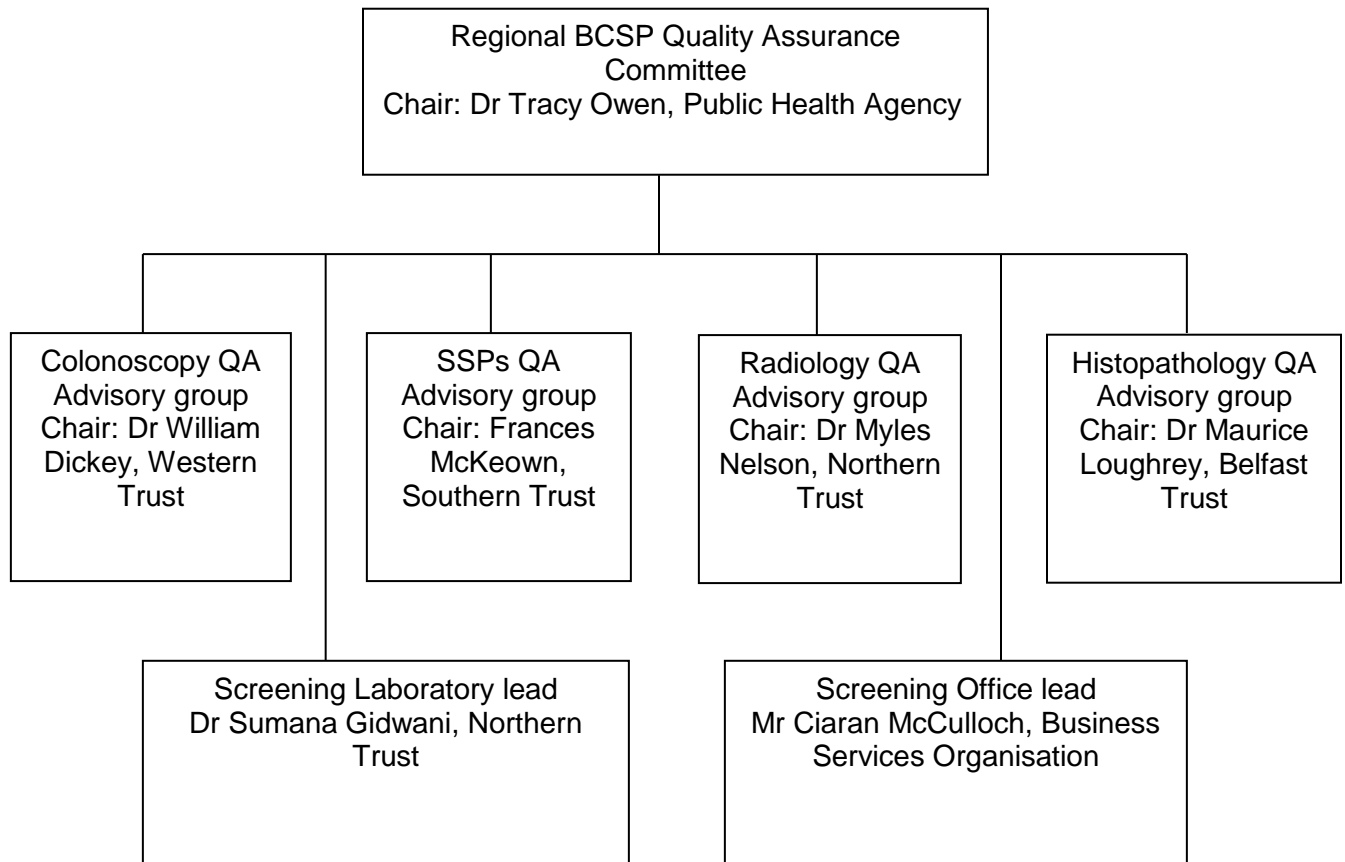 Regional BCSP Quality Assurance
Committee
Chair: Dr Tracy Owen, Public Health Agency
Colonoscopy QA
Advisory group
Chair: Dr William
Dickey, Western
Trust
SSPs QA
Advisory group
Chair: Frances
McKeown,
Southern Trust
Radiology QA
Advisory group
Chair: Dr Myles
Nelson, Northern
Trust
Histopathology QA
Advisory group
Chair: Dr Maurice
Loughrey, Belfast
Trust
Screening Laboratory lead
Dr Sumana Gidwani, Northern
Trust
Screening Office lead
Mr Ciaran McCulloch, Business
Services Organisation